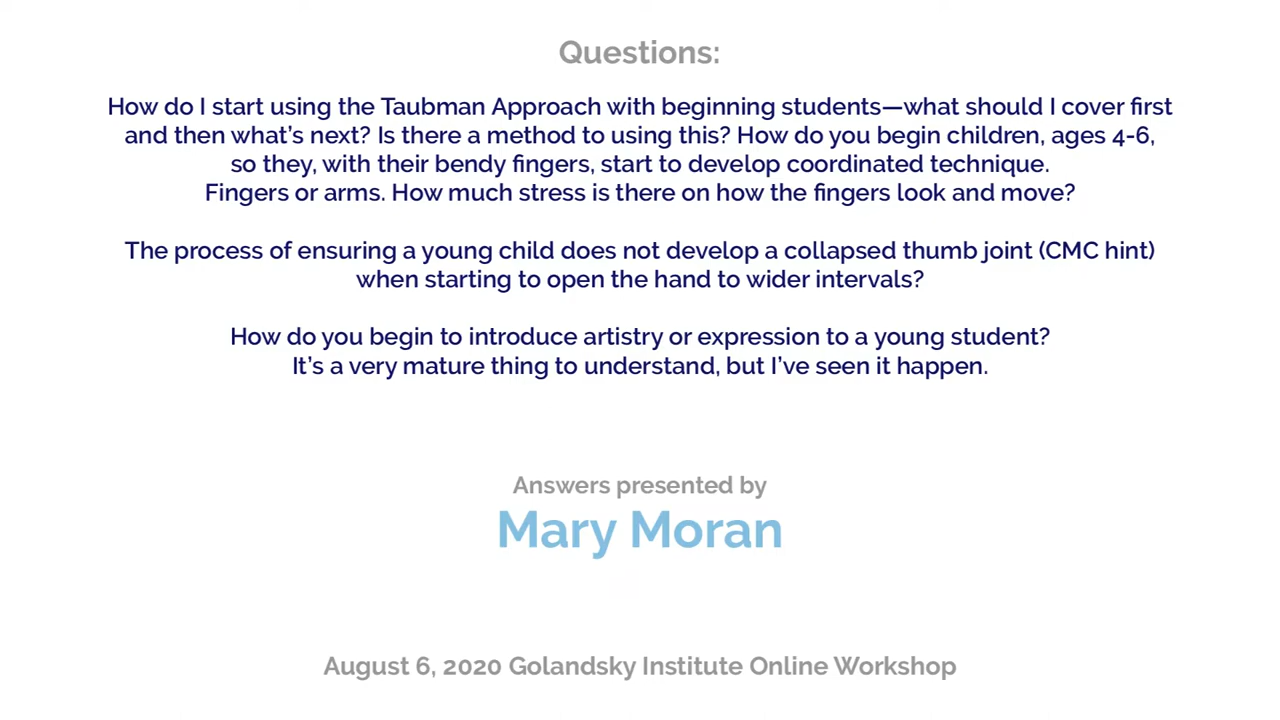 Questions:
How do I start using the Taubman Approach with beginning students—what should I cover first
and then what's next? Is there a method to using this? How do you begin children, ages 4-6,
so they, with their bendy fingers, start to develop coordinated technique.
Fingers or arms. How much stress is there on how the fingers look and move?
The process of ensuring a young child does not develop a collapsed thumb joint (CMC hint)
when starting to open the hand to wider intervals?
How do you begin to introduce artistry or expression to a young student?
It's a very mature thing to understand, but I've seen it happen.
Answers presented by
Mary Moran
August 6, 2020 Golandsky Institute Online Workshop